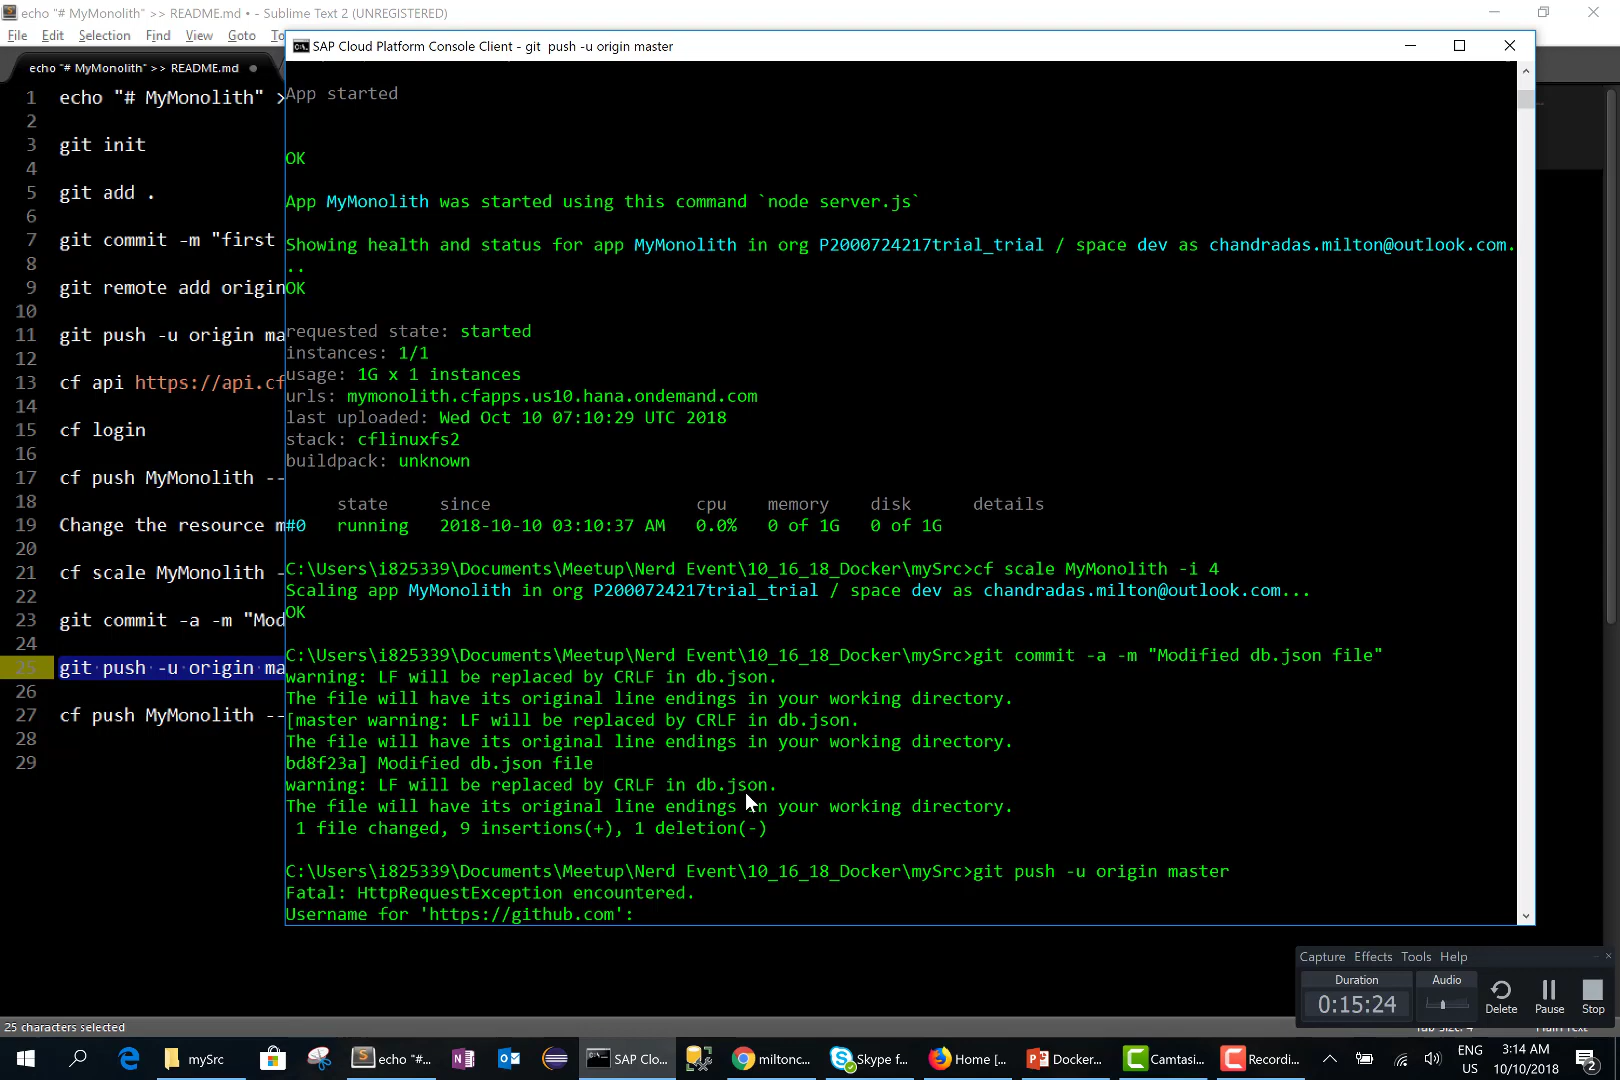 echo "# MyMonolith" >> README.md • - Sublime Text 2 (UNREGISTERED)
File Edit Selection Find View Goto To
echo "# MyMonolith" >> README.md
1 echo "# MyMonolith" >
2
3 git init
4
5 git add .
6
7 git commit -m "first
8
9 git remote add origin
10
11 git push -u origin ma
12
13 cf api https://api.cf
14
15 cf login
16
17 cf push MyMonolith --
18
19 Change the resource m
20
21 cf scale MyMonolith -
22
23 git commit -a -m "Mod
24
25 git push -u origin ma
26
27 cf push MyMonolith --
28
29
SAP Cloud Platform Console Client - git  push -u origin master
App started
OK
App MyMonolith was started using this command `node server.js`
Showing health and status for app MyMonolith in org P2000724217trial_trial / space dev as chandradas.milton@outlook.com.
..
OK
requested state: started
instances: 1/1
usage: 1G x 1 instances
urls: mymonolith.cfapps.us10.hana.ondemand.com
last uploaded: Wed Oct 10 07:10:29 UTC 2018
stack: cflinuxfs2
buildpack: unknown
state since cpu memory disk details
#0 running 2018-10-10 03:10:37 AM 0.0% 0 of 1G 0 of 1G
C:\Users\i825339\Documents\Meetup\Nerd Event\10_16_18_Docker\mySrc>cf scale MyMonolith -i 4
Scaling app MyMonolith in org P2000724217trial_trial / space dev as chandradas.milton@outlook.com...
OK
C:\Users\i825339\Documents\Meetup\Nerd Event\10_16_18_Docker\mySrc>git commit -a -m "Modified db.json file"
warning: LF will be replaced by CRLF in db.json.
The file will have its original line endings in your working directory.
[master warning: LF will be replaced by CRLF in db.json.
The file will have its original line endings in your working directory.
bd8f23a] Modified db.json file
warning: LF will be replaced by CRLF in db.json.
The file will have its original line endings in your working directory.
1 file changed, 9 insertions(+), 1 deletion(-)
C:\Users\i825339\Documents\Meetup\Nerd Event\10_16_18_Docker\mySrc>git push -u origin master
Fatal: HttpRequestException encountered.
Username for 'https://github.com':
Capture Effects Tools Help
Duration Audio
0:15:24
Delete Pause Stop
25 characters selected
mySrc
echo "#...
SAP Clo...
miltonc...
Skype f...
Home [...
Docker...
Camtasi...
Recordi...
ENG
US
3:14 AM
10/10/2018
2